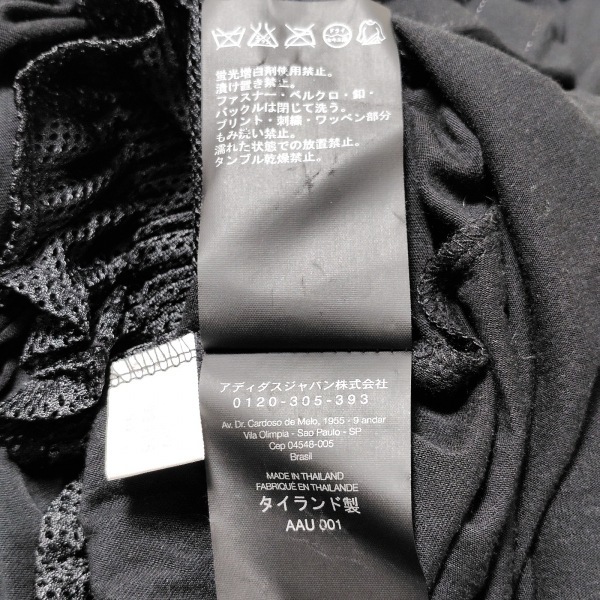 蛍光増白剤使用禁止。
漬け置き禁止。
ファスナー・ベルクロ・釦・
バックルは閉じて洗う。
プリント・刺繍・ワッペン部分
もみ洗い禁止。
濡れた状態での放置禁止。
タンブル乾燥禁止。
アディダスジャパン株式会社
0120-305-393
Av. Dr. Cardoso de Melo, 1955 - 9 andar
Vila Olimpia - Sao Paulo - SP
Cep 04548-005
Brasil
MADE IN THAILAND
FABRIQUÉ EN THAÏLANDE
タイランド製
AAU 001